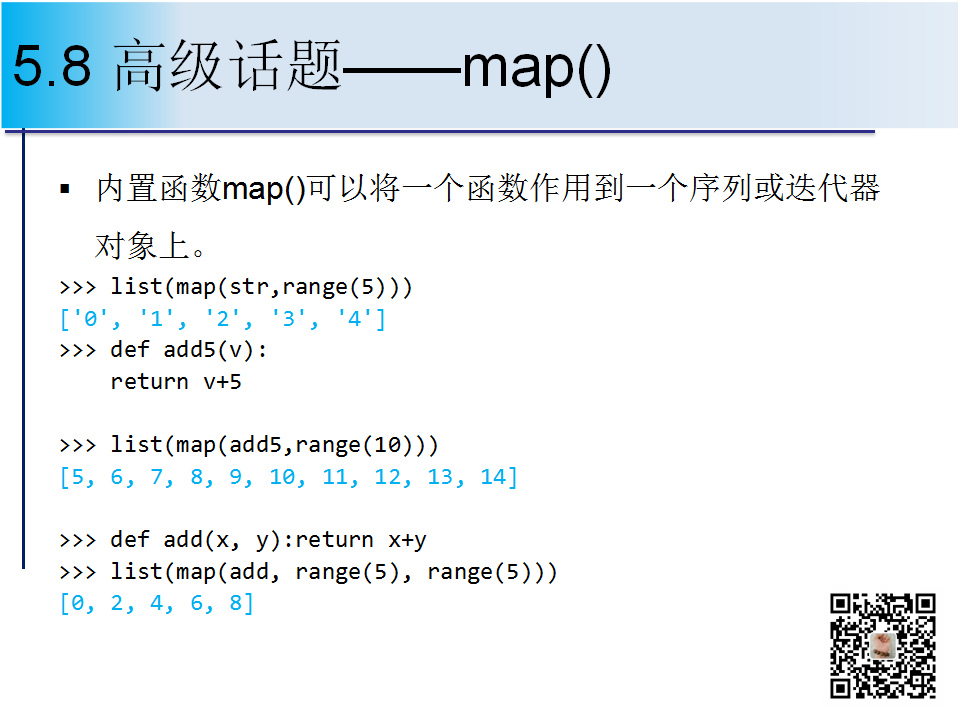 5.8 高级话题——map()
▪ 内置函数map()可以将一个函数作用到一个序列或迭代器
对象上。
>>> list(map(str,range(5)))
['0', '1', '2', '3', '4']
>>> def add5(v):
    return v+5
>>> list(map(add5,range(10)))
[5, 6, 7, 8, 9, 10, 11, 12, 13, 14]
>>> def add(x, y):return x+y
>>> list(map(add, range(5), range(5)))
[0, 2, 4, 6, 8]